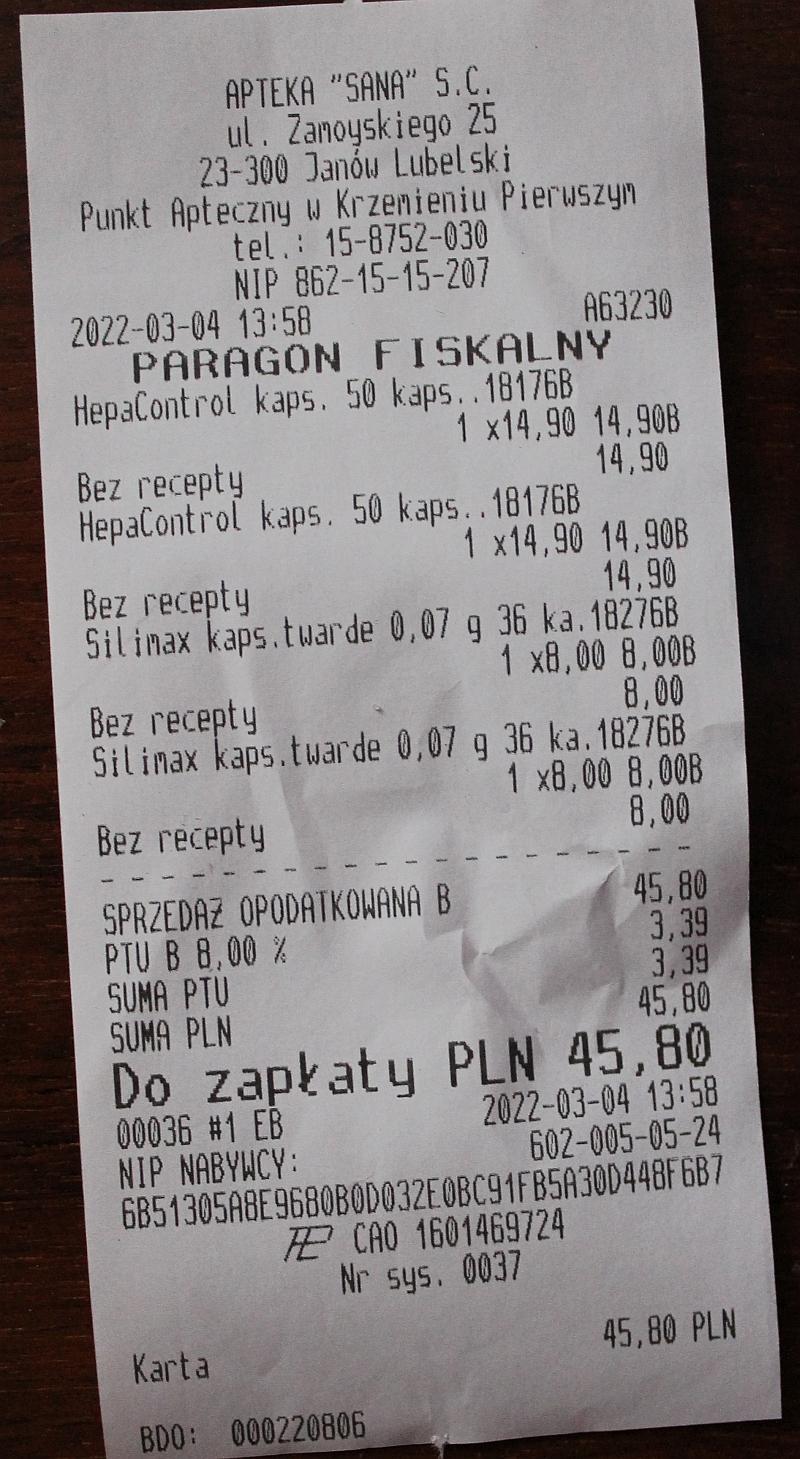 APTEKA "SANA" S.C.
ul. Zamoyskiego 25
23-300 Janów Lubelski
Punkt Apteczny w Krzemieniu Pierwszym
tel.: 15-8752-030
NIP 862-15-15-207
2022-03-04 13:58 A63230
PARAGON FISKALNY
HepaControl kaps. 50 kaps..18176B
1 x14,90 14,90B
14,90
Bez recepty
HepaControl kaps. 50 kaps..18176B
1 x14,90 14,90B
14,90
Bez recepty
Silimax kaps.twarde 0,07 g 36 ka.18276B
1 x8,00 8,00B
8,00
Bez recepty
Silimax kaps.twarde 0,07 g 36 ka.18276B
1 x8,00 8,00B
8,00
Bez recepty
SPRZEDAŻ OPODATKOWANA B 45,80
PTU B 8,00 % 3,39
SUMA PTU 3,39
SUMA PLN 45,80
Do zapłaty PLN 45,80
00036 #1 EB 2022-03-04 13:58
NIP NABYWCY: 602-005-05-24
6B51305A8E9680B0D032E0BC91FB5A30D448F6B7
CAO 1601469724
Nr sys. 0037
45,80 PLN
Karta
BDO: 000220806